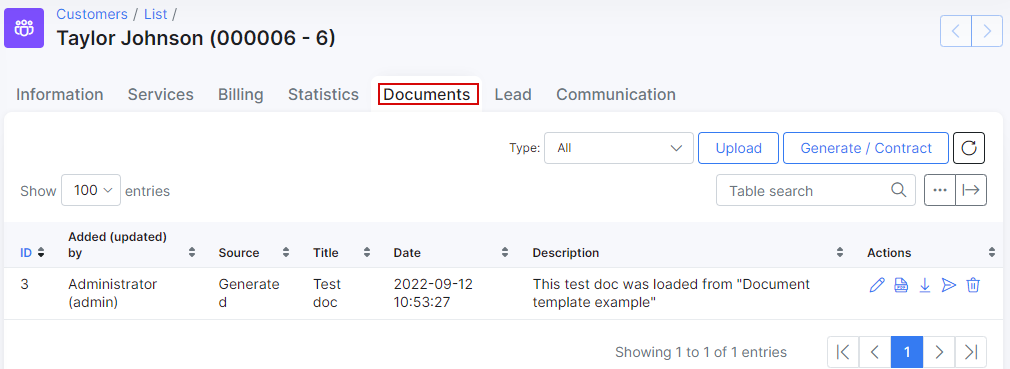 Customers / List /
Taylor Johnson (000006 - 6)
Information Services Billing Statistics Documents Lead Communication
Type: All Upload Generate / Contract
Show 100 entries Table search
ID Added (updated) by Source Title Date Description Actions
3 Administrator Generate Test 2022-09-12 This test doc was loaded from "Document
(admin) d doc 10:53:27 template example"
Showing 1 to 1 of 1 entries 1